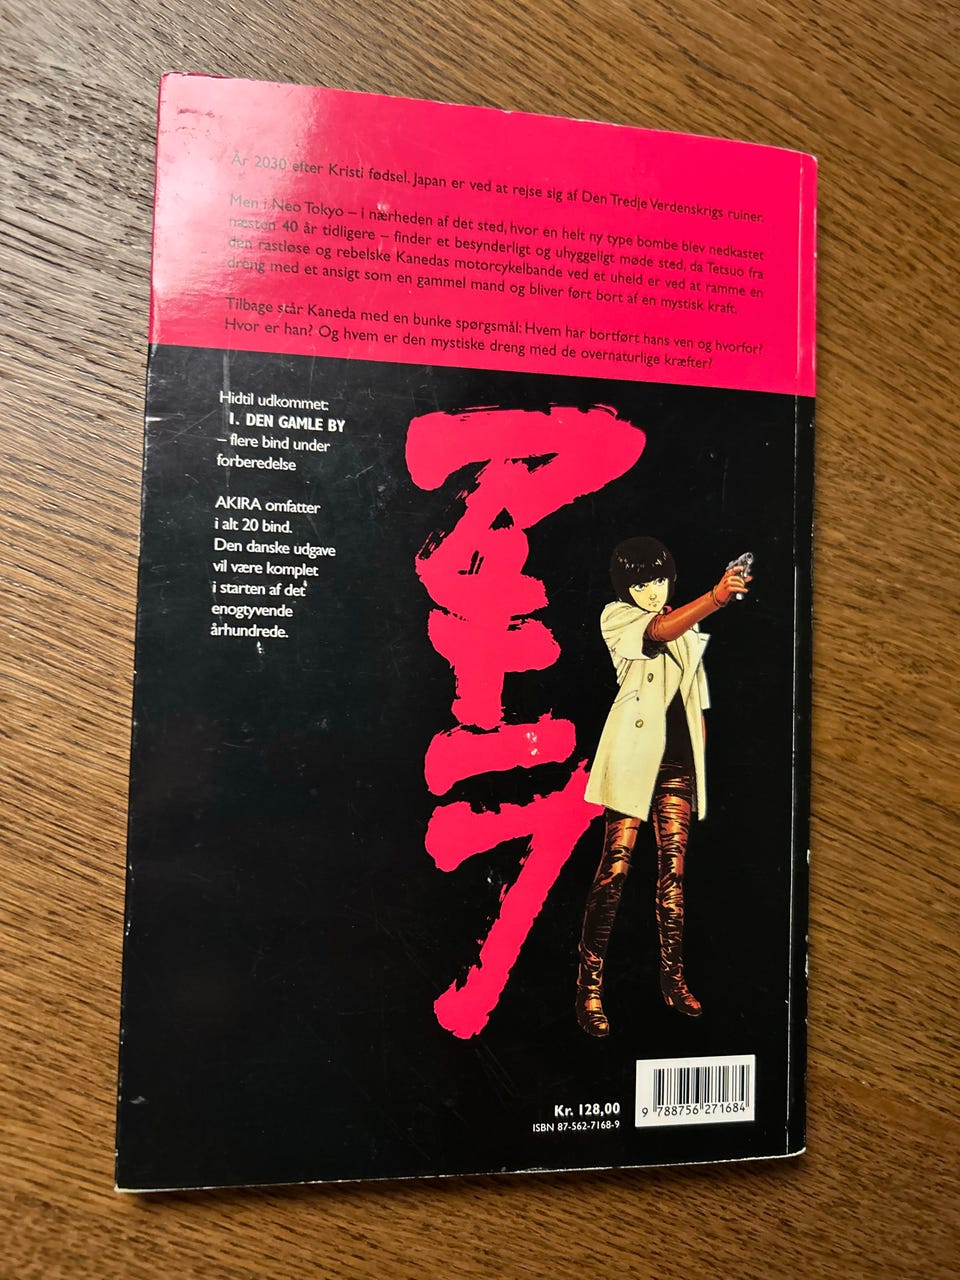 År 2030 efter Kristi fødsel. Japan er ved at rejse sig af Den Tredje Verdenskrigs ruiner.
Men i Neo Tokyo – i nærheden af det sted, hvor en helt ny type bombe blev nedkastet
næsten 40 år tidligere – finder et besynderligt og uhyggeligt møde sted, da Tetsuo fra
den rastløse og rebelske Kanedas motorcykelbande ved et uheld er ved at ramme en
dreng med et ansigt som en gammel mand og bliver ført bort af en mystisk kraft.
Tilbage står Kaneda med en bunke spørgsmål: Hvem har bortført hans ven og hvorfor?
Hvor er han? Og hvem er den mystiske dreng med de overnaturlige kræfter?
Hidtil udkommet:
1. DEN GAMLE BY
– flere bind under
forberedelse
AKIRA omfatter
i alt 20 bind.
Den danske udgave
vil være komplet
i starten af det
enogtyvende
århundrede.
アキラ
Kr. 128,00
ISBN 87-562-7168-9
9 788756 271684